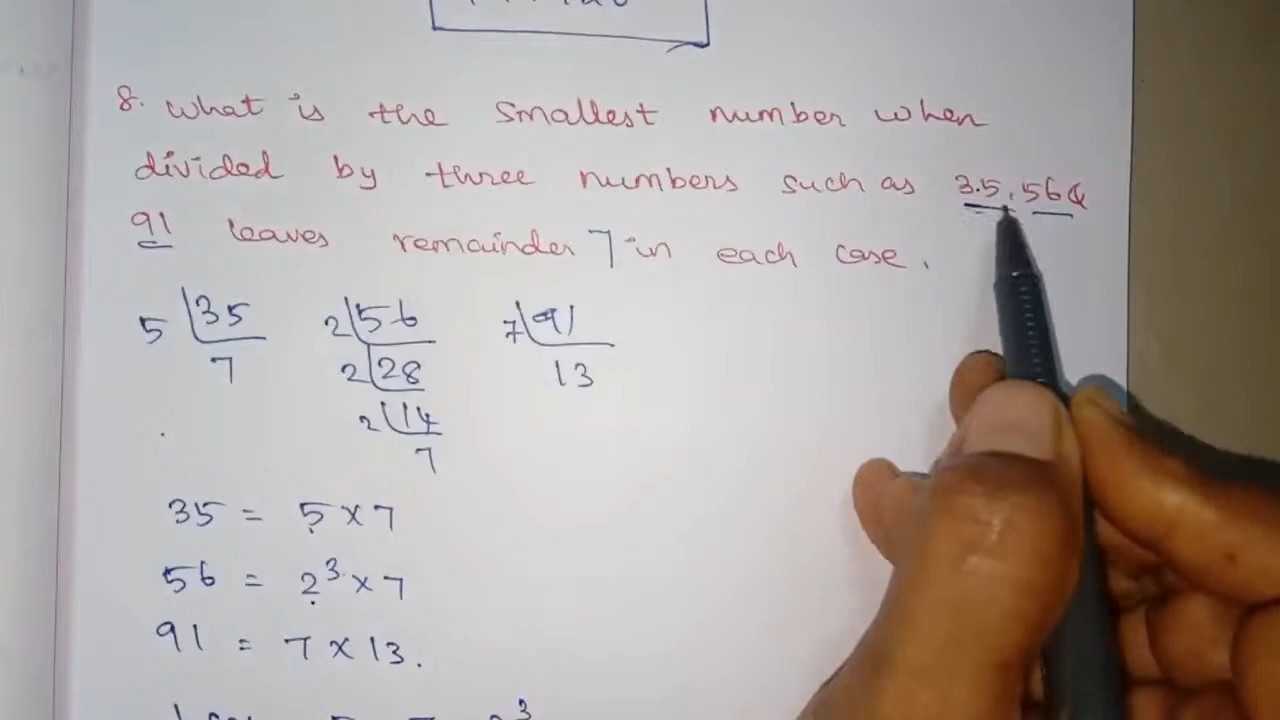 8. What is the smallest number when
divided by three numbers such as 3.5, 56 &
91 leaves remainder 7 in each case.
5 35 2 56 7 91
7 2 28 13
2 14
7
35 = 5 × 7
56 = 2³ × 7
91 = 7 × 13.